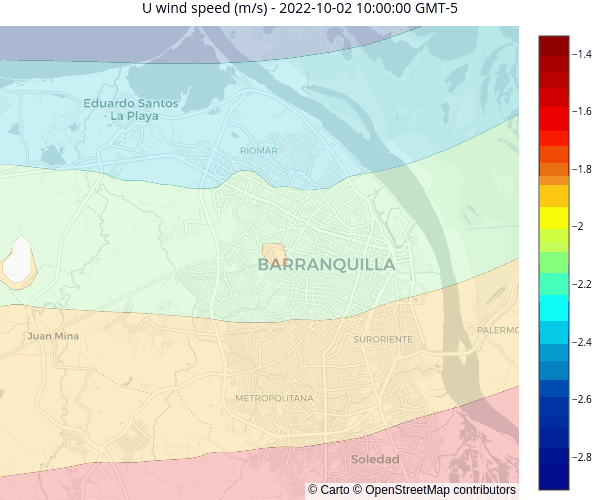 U wind speed (m/s) - 2022-10-02 10:00:00 GMT-5
Eduardo Santos
- La Playa
RIOMAR
BARRANQUILLA
Juan Mina
SURORIENTE
PALERMO
METROPOLITANA
Soledad
© Carto © OpenStreetMap contributors
−1.4
−1.6
−1.8
−2
−2.2
−2.4
−2.6
−2.8